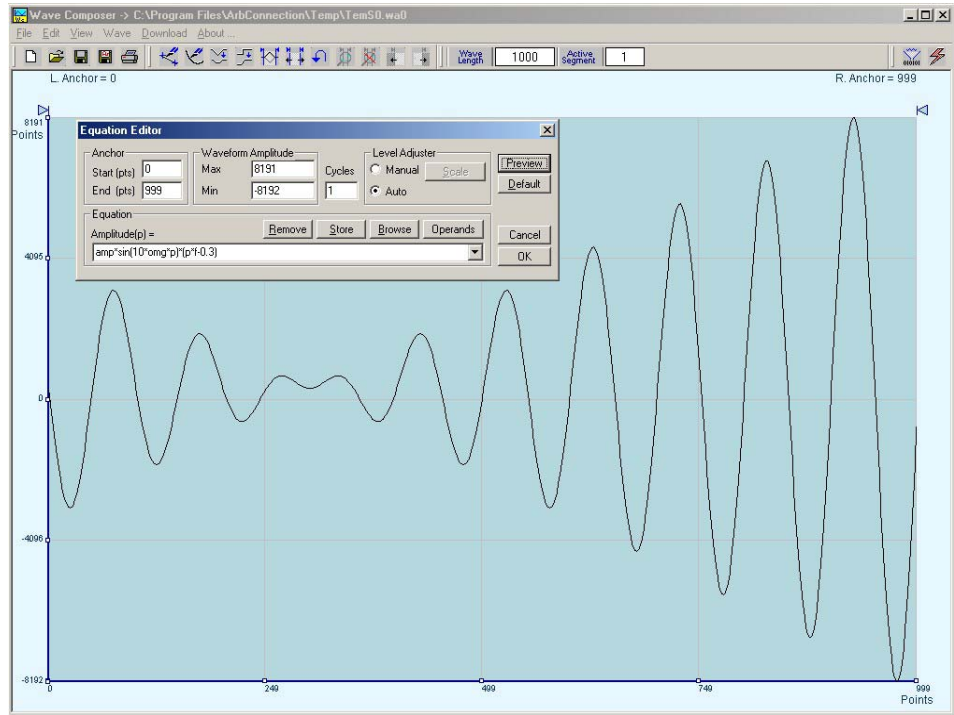 Wave Composer -> C:\Program Files\ArbConnection\Temp\TemS0.wa0
File Edit View Wave Download About ...
Wave Length 1000 Active Segment 1
L. Anchor = 0 R. Anchor = 999
8191
Points
Equation Editor
Anchor Waveform Amplitude Level Adjuster
Start (pts) 0 Max 8191 Cycles Manual Scale Preview
End (pts) 999 Min -8192 1 Auto Default
Equation
Amplitude(p) = Remove Store Browse Operands Cancel
amp*sin(10*omg*p)*(p*f-0.3) OK
4095
0
-4096
-8192
0 249 499 749 999
Points